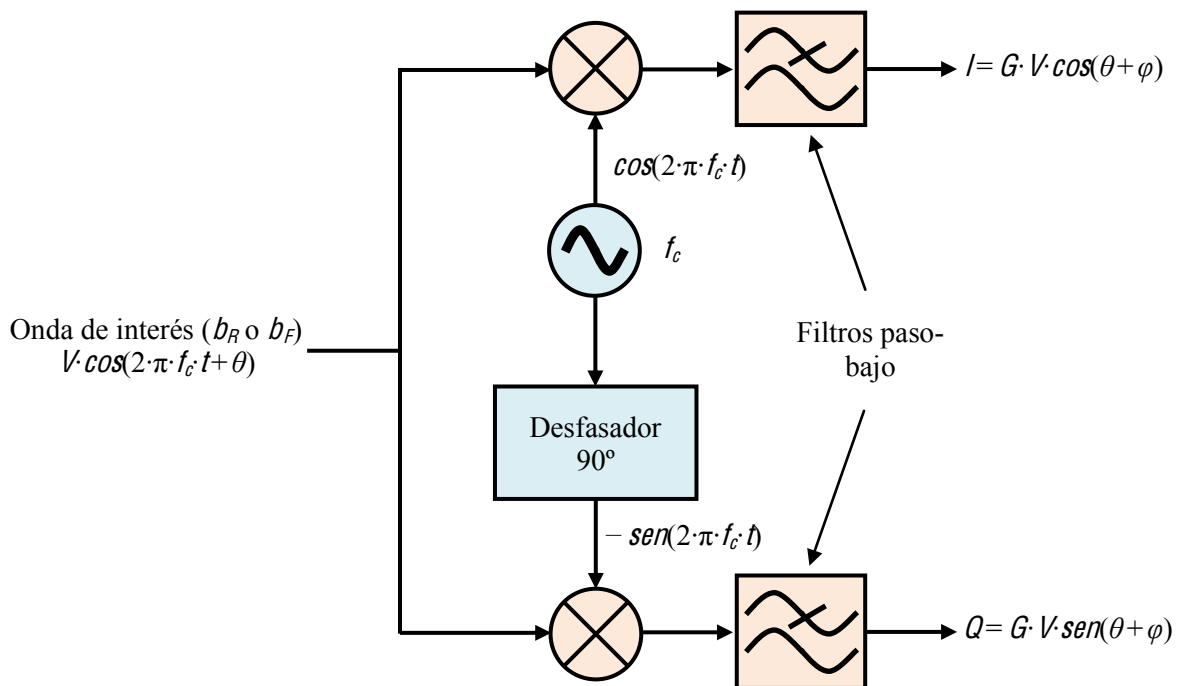 I= G·V·cos(θ+φ)
cos(2·π·f_c·t)
f_c
Onda de interés (b_R o b_F)
V·cos(2·π·f_c·t+θ)
Filtros paso-
bajo
Desfasador
90º
– sen(2·π·f_c·t)
Q= G·V·sen(θ+φ)